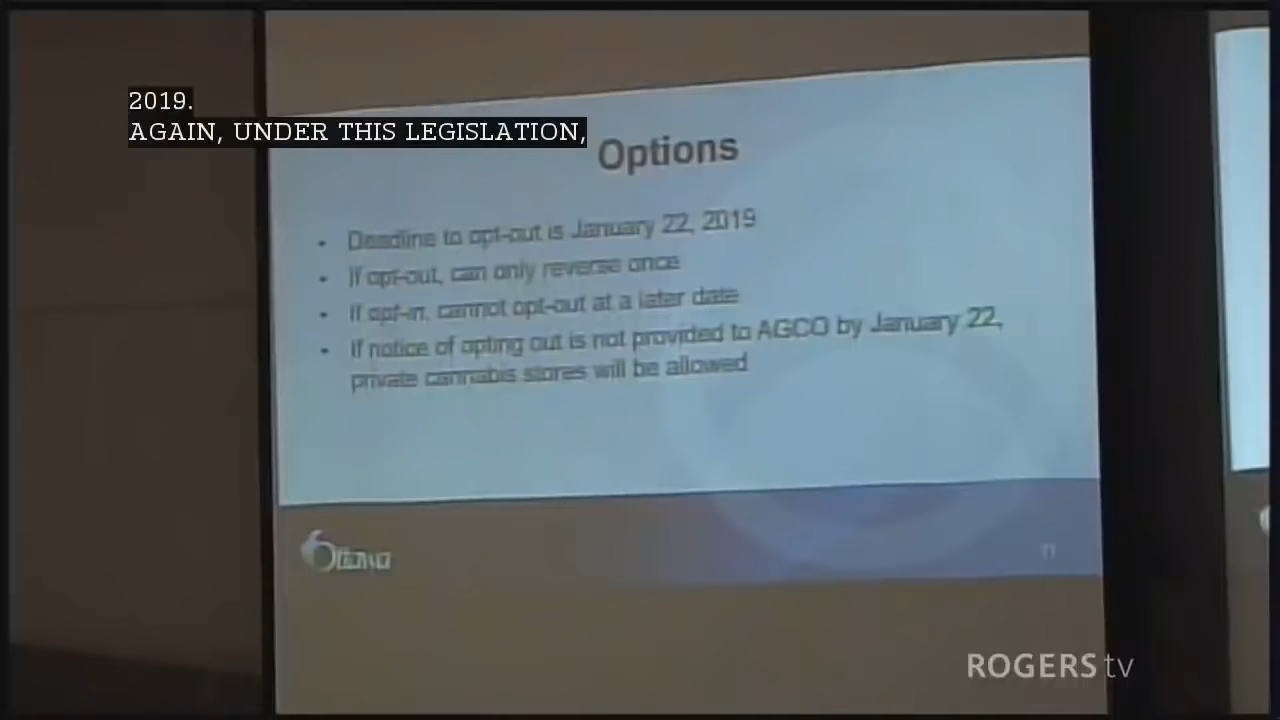 2019.
AGAIN, UNDER THIS LEGISLATION,
Options
• Deadline to opt-out is January 22, 2019
• If opt-out, can only reverse once
• If opt-in, cannot opt-out at a later date
• If notice of opting out is not provided to AGCO by January 22,
private cannabis stores will be allowed
Ottawa
11
ROGERS tv